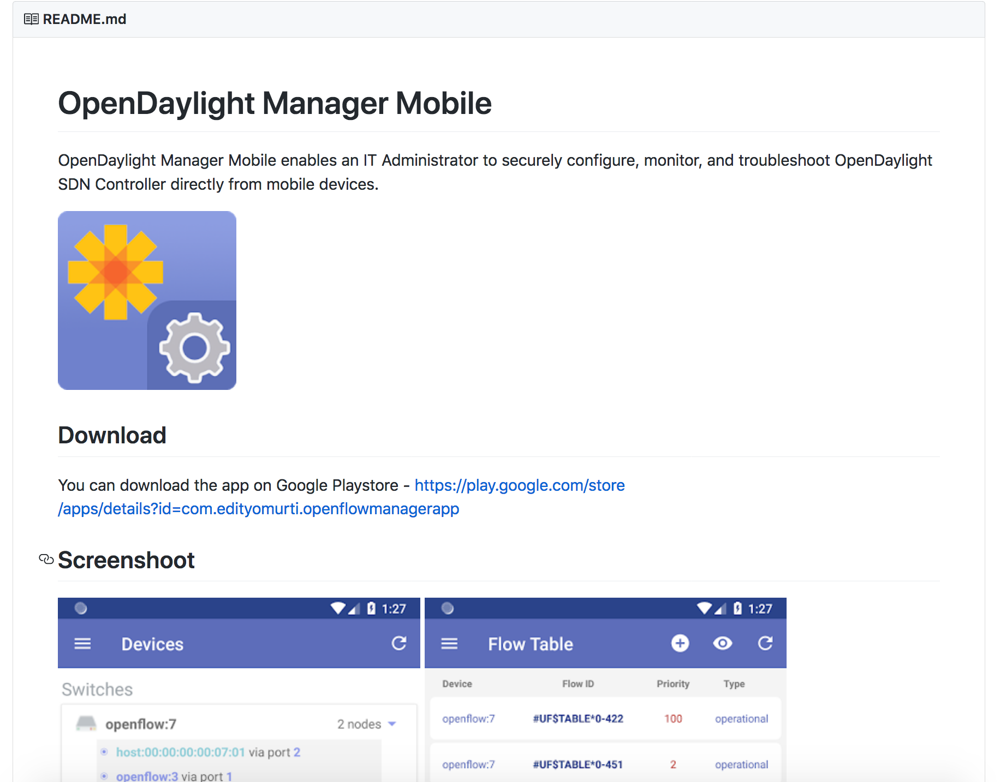 README.md
OpenDaylight Manager Mobile
OpenDaylight Manager Mobile enables an IT Administrator to securely configure, monitor, and troubleshoot OpenDaylight
SDN Controller directly from mobile devices.
Download
You can download the app on Google Playstore - https://play.google.com/store
/apps/details?id=com.edityomurti.openflowmanagerapp
Screenshoot
1:27
Devices
Switches
openflow:7 2 nodes
host:00:00:00:00:07:01 via port 2
openflow:3 via port 1
1:27
Flow Table
Device Flow ID Priority Type
openflow:7 #UF$TABLE*0-422 100 operational
openflow:7 #UF$TABLE*0-451 2 operational